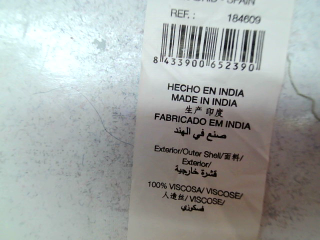 SPAIN
REF.: 184609
8 433900 652390
HECHO EN INDIA
MADE IN INDIA
生产 印度
FABRICADO EM INDIA
صنع في الهند
Exterior/Outer Shell/面料/
Exterior/
قشرة خارجية/
100% VISCOSA/ VISCOSE/
人造丝/ VISCOSE/
فسكوزي/